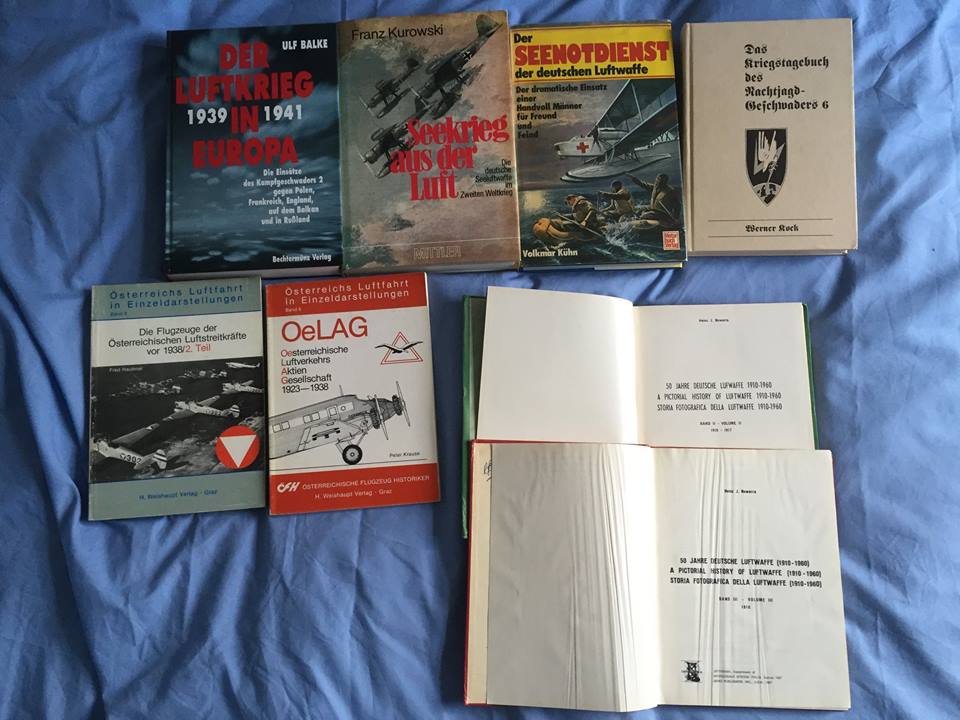 ULF BALKE
DER
LUFTKRIEG
1939 IN 1941
EUROPA
Die Einsätze
des Kampfgeschwaders 2
gegen Polen,
Frankreich, England,
auf dem Balkan
und in Rußland
Bechtermünz Verlag
Franz Kurowski
Seekrieg
aus der
Luft
Die
deutsche
Seeluftwaffe
im
Zweiten Weltkrieg
MITTLER
Der
SEENOTDIENST
der deutschen Luftwaffe
Der dramatische Einsatz
einer
Handvoll Männer
für Freund
und
Feind
Volkmar Kühn
Motor
buch
Verlag
Das
Kriegstagebuch
des
Nachtjagd-
Geschwaders 6
Werner Kock
Österreichs Luftfahrt
in Einzeldarstellungen
Die Flugzeuge der
Österreichischen Luftstreitkräfte
vor 1938/2. Teil
Fred Haubner
302
H. Weishaupt Verlag · Graz
Österreichs Luftfahrt
in Einzeldarstellungen
OeLAG
Oesterreichische
Luftverkehrs
Aktien
Gesellschaft
1923—1938
Peter Krause
ÖFH ÖSTERREICHISCHE FLUGZEUG HISTORIKER
H. Weishaupt Verlag · Graz
Heinz J. Nowarra
50 JAHRE DEUTSCHE LUFWAFFE 1910-1960
A PICTORIAL HISTORY OF LUFTWAFFE 1910-1960
STORIA FOTOGRAFICA DELLA LUFTWAFFE 1910-1960
BAND II - VOLUME II
Heinz J. Nowarra
50 JAHRE DEUTSCHE LUFTWAFFE (1910-1960)
A PICTORIAL HISTORY OF LUFTWAFFE (1910-1960)
STORIA FOTOGRAFICA DELLA LUFTWAFFE (1910-1960)
BAND III - VOLUME III